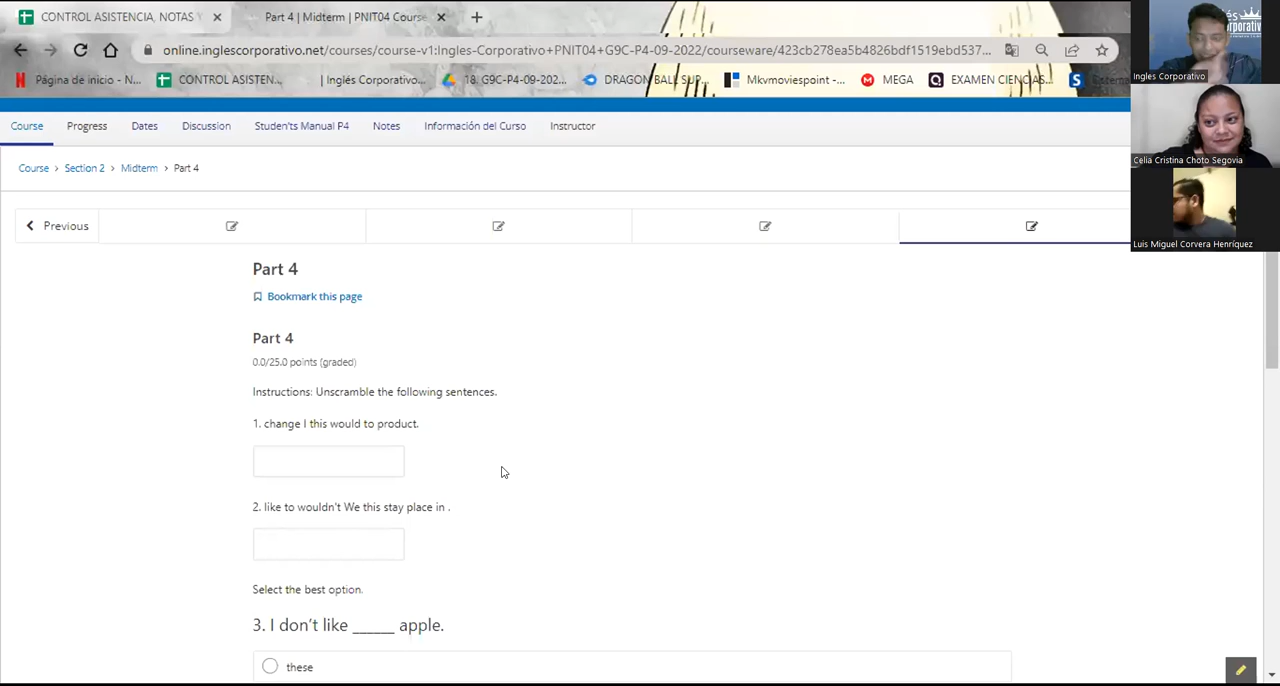 CONTROL ASISTENCIA, NOTAS Y
Part 4 | Midterm | PNIT04 Course
online.inglescorporativo.net/courses/course-v1:Ingles-Corporativo+PNIT04+G9C-P4-09-2022/courseware/423cb278ea5b4826bdf1519ebd537...
Página de inicio - N... CONTROL ASISTEN... | Inglés Corporativo... 18. G9C-P4-09-202... DRAGON BALL SUP... Mkvmoviespoint -... MEGA EXAMEN CIENCIAS...
Ingles Corporativo
Course Progress Dates Discussion Studen'ts Manual P4 Notes Información del Curso Instructor
Celia Cristina Choto Segovia
Course > Section 2 > Midterm > Part 4
Previous
Luis Miguel Corvera Henríquez
Part 4
Bookmark this page
Part 4
0.0/25.0 points (graded)
Instructions: Unscramble the following sentences.
1. change I this would to product.
2. like to wouldn't We this stay place in .
Select the best option.
3. I don't like ______ apple.
these